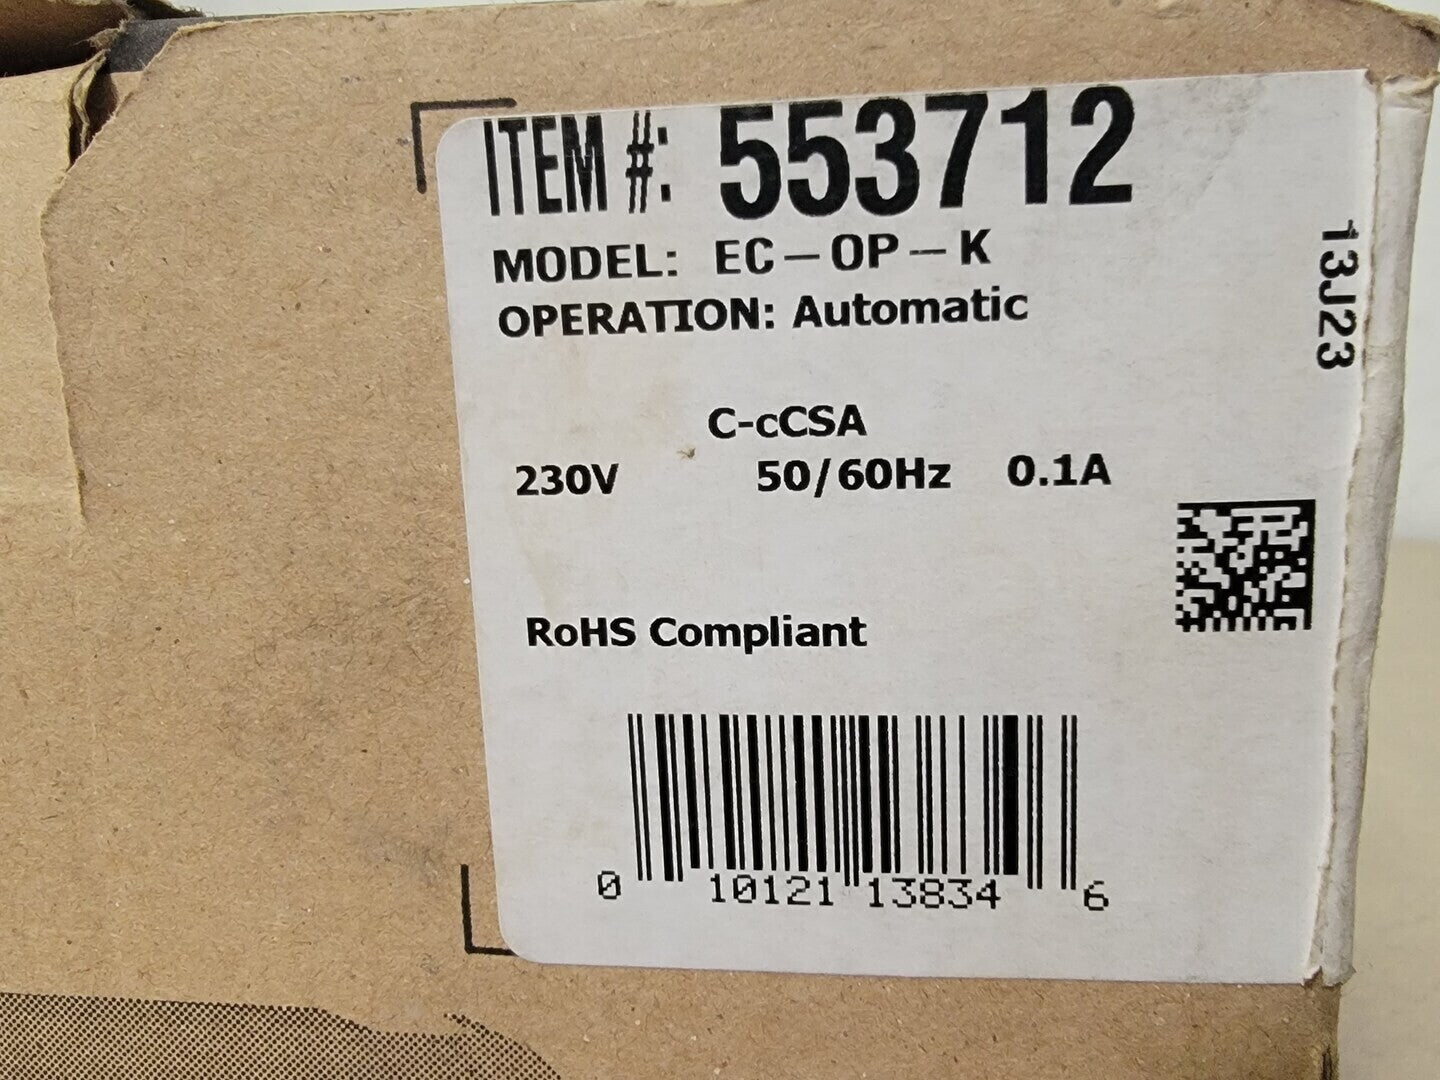 ITEM #: 553712
MODEL: EC-OP-K
OPERATION: Automatic
13J23
C-cCSA
230V 50/60Hz 0.1A
RoHS Compliant
0 10121 13834 6